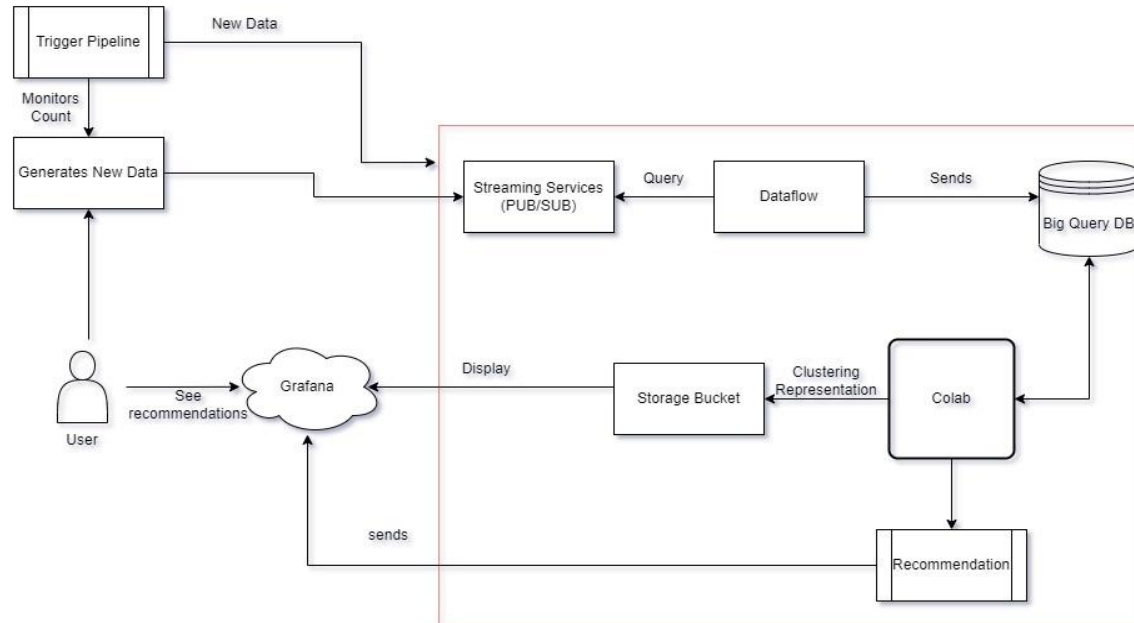 New Data
Trigger Pipeline
Monitors
Count
Generates New Data
Streaming Services
(PUB/SUB)
Query
Dataflow
Sends
Big Query DB
User
See
recommendations
Grafana
Display
Storage Bucket
Clustering
Representation
Colab
sends
Recommendation